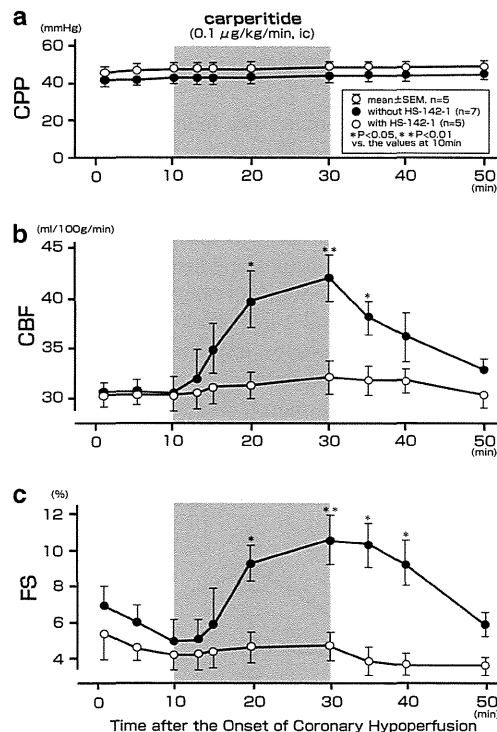 a
carperitide
(0.1 μg/kg/min, ic)
(mmHg)
60
40
20
0
CPP
mean±SEM, n=5
without HS-142-1 (n=7)
with HS-142-1 (n=5)
*P<0.05, **P<0.01
vs. the values at 10min
0 10 20 30 40 50
(min)
b
(ml/100g/min)
45
40
35
30
CBF
*
**
*
0 10 20 30 40 50
(min)
c
(%)
12
10
8
6
4
FS
*
**
*
*
0 10 20 30 40 50
(min)
Time after the Onset of Coronary Hypoperfusion